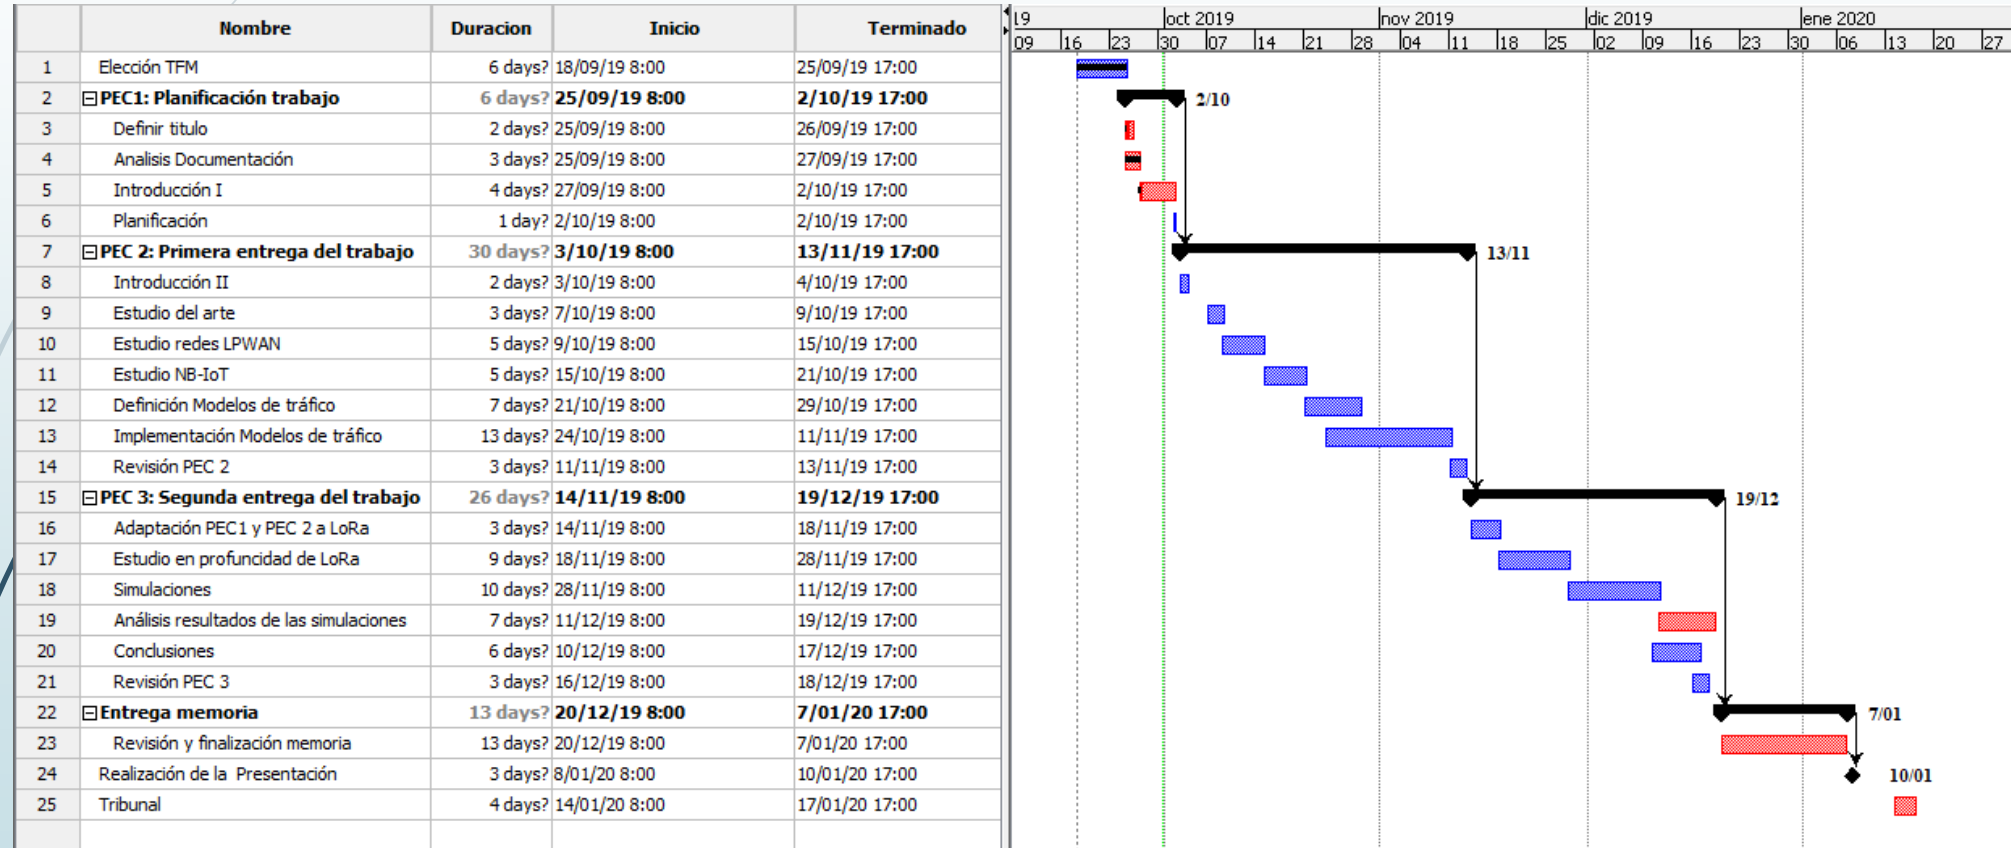 Nombre Duracion Inicio Terminado
19 oct 2019 nov 2019 dic 2019 ene 2020
09 16 23 30 07 14 21 28 04 11 18 25 02 09 16 23 30 06 13 20 27
1 Elección TFM 6 days? 18/09/19 8:00 25/09/19 17:00
2 PEC1: Planificación trabajo 6 days? 25/09/19 8:00 2/10/19 17:00 2/10
3 Definir titulo 2 days? 25/09/19 8:00 26/09/19 17:00
4 Analisis Documentación 3 days? 25/09/19 8:00 27/09/19 17:00
5 Introducción I 4 days? 27/09/19 8:00 2/10/19 17:00
6 Planificación 1 day? 2/10/19 8:00 2/10/19 17:00
7 PEC 2: Primera entrega del trabajo 30 days? 3/10/19 8:00 13/11/19 17:00 13/11
8 Introducción II 2 days? 3/10/19 8:00 4/10/19 17:00
9 Estudio del arte 3 days? 7/10/19 8:00 9/10/19 17:00
10 Estudio redes LPWAN 5 days? 9/10/19 8:00 15/10/19 17:00
11 Estudio NB-IoT 5 days? 15/10/19 8:00 21/10/19 17:00
12 Definición Modelos de tráfico 7 days? 21/10/19 8:00 29/10/19 17:00
13 Implementación Modelos de tráfico 13 days? 24/10/19 8:00 11/11/19 17:00
14 Revisión PEC 2 3 days? 11/11/19 8:00 13/11/19 17:00
15 PEC 3: Segunda entrega del trabajo 26 days? 14/11/19 8:00 19/12/19 17:00 19/12
16 Adaptación PEC1 y PEC 2 a LoRa 3 days? 14/11/19 8:00 18/11/19 17:00
17 Estudio en profuncidad de LoRa 9 days? 18/11/19 8:00 28/11/19 17:00
18 Simulaciones 10 days? 28/11/19 8:00 11/12/19 17:00
19 Análisis resultados de las simulaciones 7 days? 11/12/19 8:00 19/12/19 17:00
20 Conclusiones 6 days? 10/12/19 8:00 17/12/19 17:00
21 Revisión PEC 3 3 days? 16/12/19 8:00 18/12/19 17:00
22 Entrega memoria 13 days? 20/12/19 8:00 7/01/20 17:00 7/01
23 Revisión y finalización memoria 13 days? 20/12/19 8:00 7/01/20 17:00
24 Realización de la Presentación 3 days? 8/01/20 8:00 10/01/20 17:00 10/01
25 Tribunal 4 days? 14/01/20 8:00 17/01/20 17:00